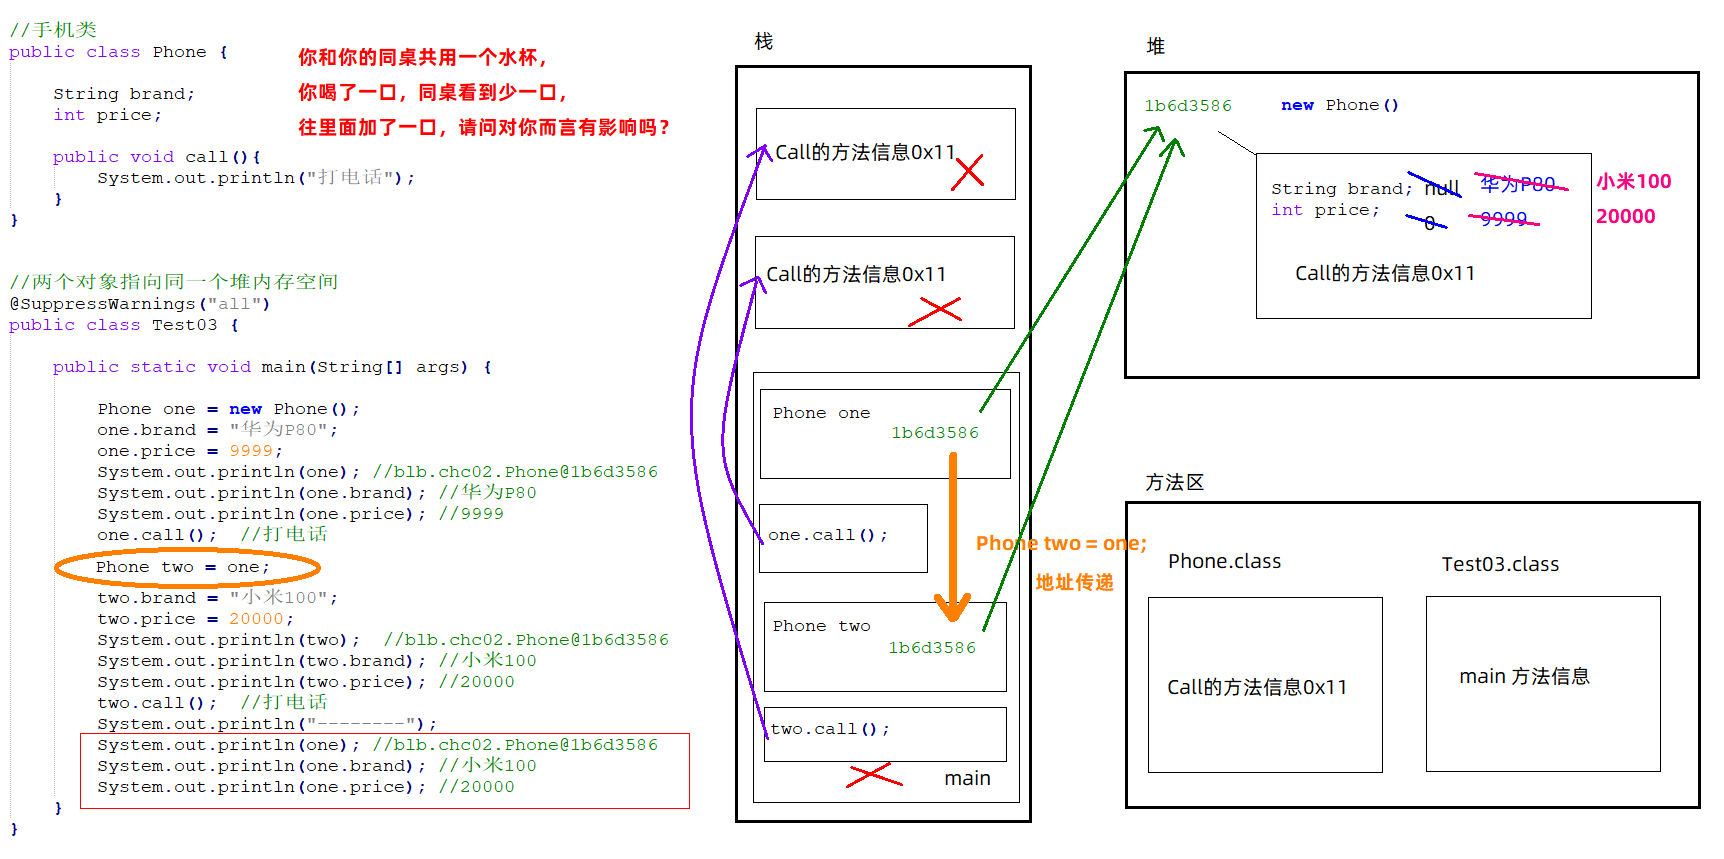 //手机类
public class Phone {
String brand;
int price;
public void call(){
System.out.println("打电话");
}
}
你和你的同桌共用一个水杯，
你喝了一口，同桌看到少一口，
往里面加了一口，请问对你而言有影响吗？
//两个对象指向同一个堆内存空间
@SuppressWarnings("all")
public class Test03 {
public static void main(String[] args) {
Phone one = new Phone();
one.brand = "华为P80";
one.price = 9999;
System.out.println(one); //blb.chc02.Phone@1b6d3586
System.out.println(one.brand); //华为P80
System.out.println(one.price); //9999
one.call(); //打电话
Phone two = one;
two.brand = "小米100";
two.price = 20000;
System.out.println(two); //blb.chc02.Phone@1b6d3586
System.out.println(two.brand); //小米100
System.out.println(two.price); //20000
two.call(); //打电话
System.out.println("--------");
System.out.println(one); //blb.chc02.Phone@1b6d3586
System.out.println(one.brand); //小米100
System.out.println(one.price); //20000
}
}
栈
Call的方法信息0x11
Call的方法信息0x11
Phone one
1b6d3586
one.call();
Phone two = one;
地址传递
Phone two
1b6d3586
two.call();
main
堆
1b6d3586 new Phone()
String brand; null 华为P80 小米100
int price; 0 9999 20000
Call的方法信息0x11
方法区
Phone.class
Call的方法信息0x11
Test03.class
main 方法信息